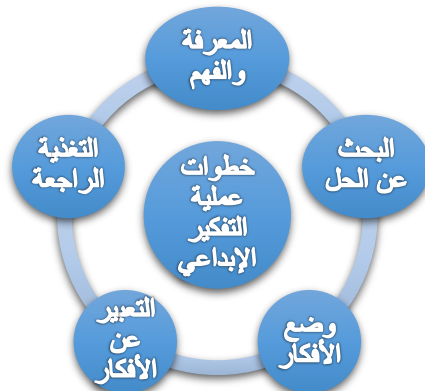 المعرفة
والفهم
البحث
عن الحل
وضع
الأفكار
التعبير
عن
الأفكار
التغذية
الراجعة
خطوات
عملية
التفكير
الإبداعي